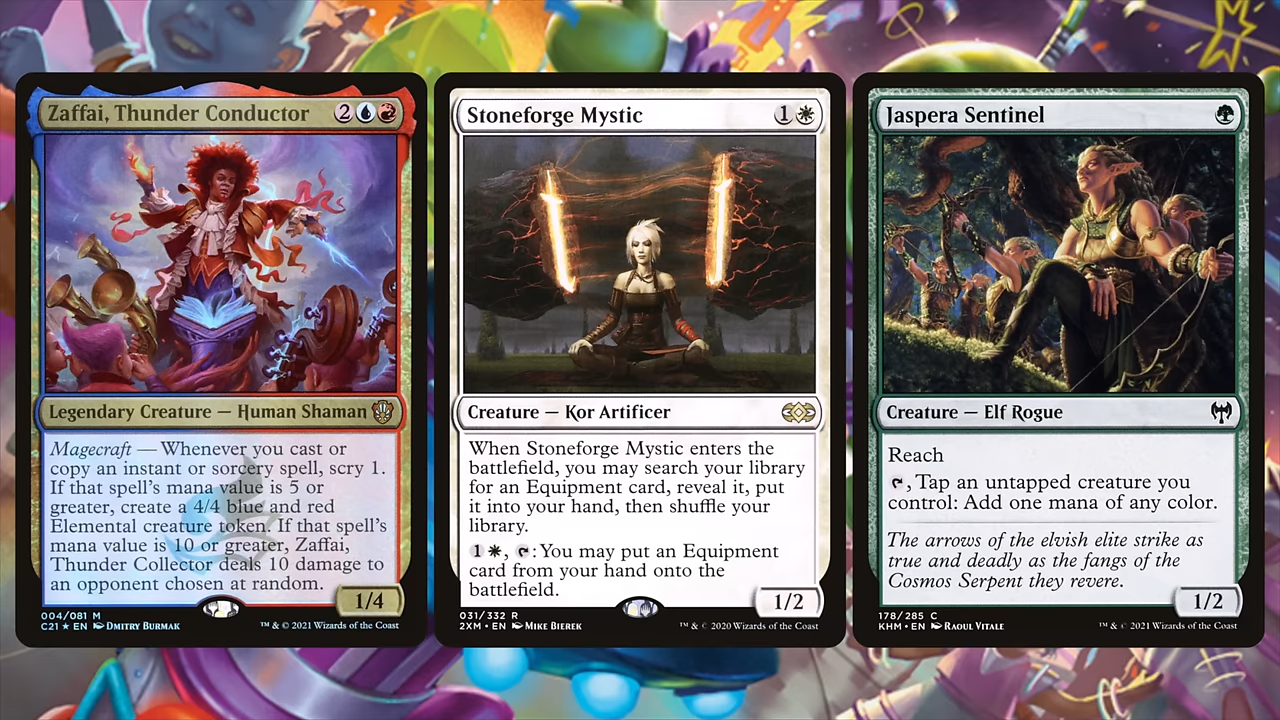 Zaffai, Thunder Conductor 2
Legendary Creature — Human Shaman
Magecraft — Whenever you cast or
copy an instant or sorcery spell, scry 1.
If that spell's mana value is 5 or
greater, create a 4/4 blue and red
Elemental creature token. If that spell's
mana value is 10 or greater, Zaffai,
Thunder Collector deals 10 damage to
an opponent chosen at random.
1/4
004/081 M
C21 ★ EN Dmitry Burmak
™ & © 2021 Wizards of the Coast
Stoneforge Mystic 1
Creature — Kor Artificer
When Stoneforge Mystic enters the
battlefield, you may search your library
for an Equipment card, reveal it, put
it into your hand, then shuffle your
library.
1 , : You may put an Equipment
card from your hand onto the
battlefield.
1/2
031/332 R
2XM • EN Mike Bierek
™ & © 2020 Wizards of the Coast
Jaspera Sentinel
Creature — Elf Rogue
Reach
, Tap an untapped creature you
control: Add one mana of any color.
The arrows of the elvish elite strike as
true and deadly as the fangs of the
Cosmos Serpent they revere.
1/2
178/285 C
KHM • EN Raoul Vitale
™ & © 2021 Wizards of the Coast